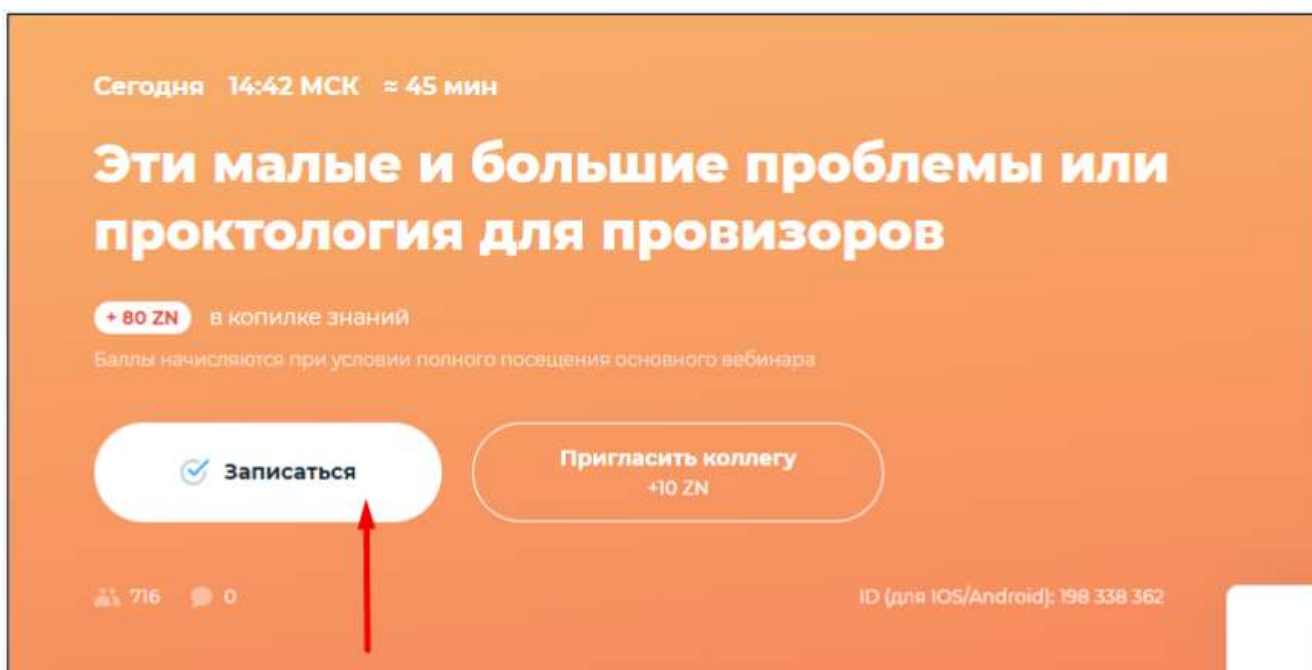 Сегодня 14:42 МСК ≈ 45 мин
Эти малые и большие проблемы или
проктология для провизоров
+ 80 ZN в копилке знаний
Баллы начисляются при условии полного посещения основного вебинара
Записаться
Пригласить коллегу
+10 ZN
716 0
ID (для IOS/Android): 198 338 362